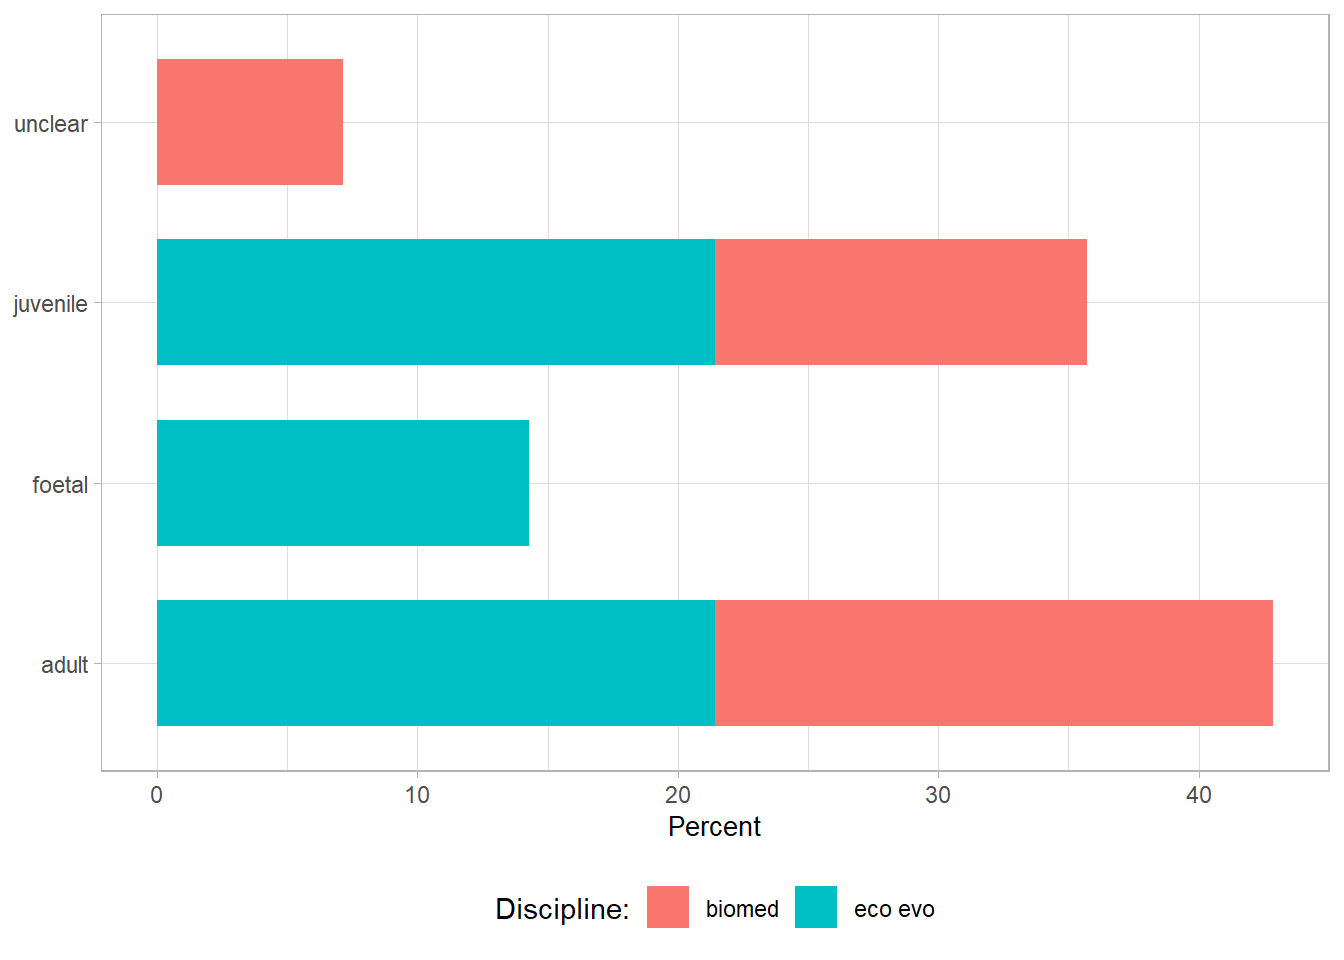 unclear
juvenile
foetal
adult
0 10 20 30 40
Percent
Discipline: biomed eco evo